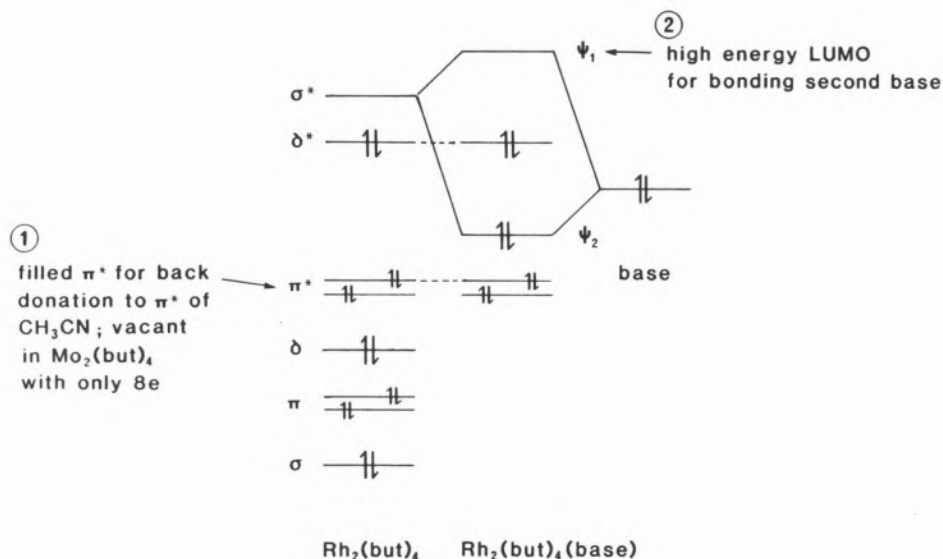 ②
ψ₁
high energy LUMO
for bonding second base
σ*
δ*
①
ψ₂
filled π* for back
donation to π* of
CH₃CN; vacant
in Mo₂(but)₄
with only 8e
π*
base
δ
π
σ
Rh₂(but)₄ Rh₂(but)₄(base)